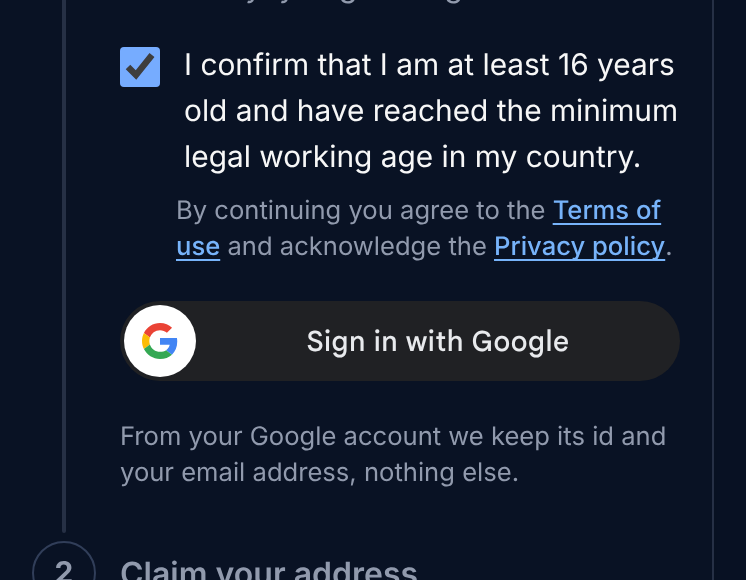 I confirm that I am at least 16 years
old and have reached the minimum
legal working age in my country.
By continuing you agree to the Terms of
use and acknowledge the Privacy policy.
Sign in with Google
From your Google account we keep its id and
your email address, nothing else.
2 Claim your address